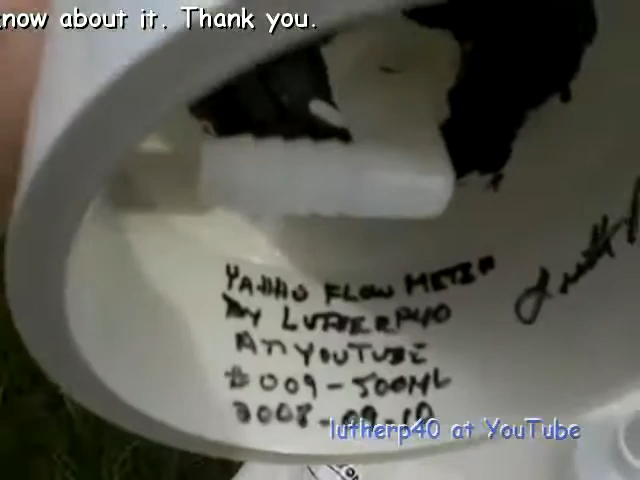 now about it. Thank you.
YAHHO FLOW METER
BY LUTHERP40
AT YOUTUBE
#009-500ML
2008-09-10
lutherp40 at YouTube